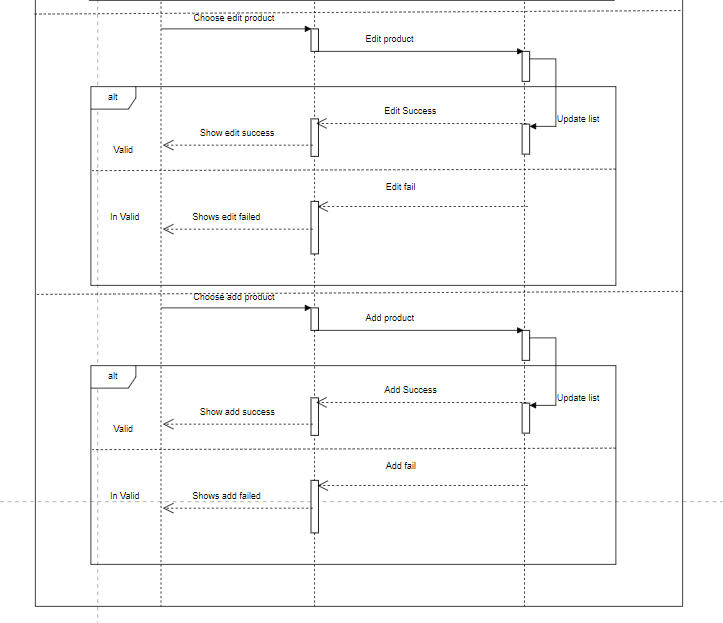 Choose edit product
Edit product
alt
Edit Success
Update list
Show edit success
Valid
Edit fail
In Valid
Shows edit failed
Choose add product
Add product
alt
Add Success
Update list
Show add success
Valid
Add fail
In Valid
Shows add failed